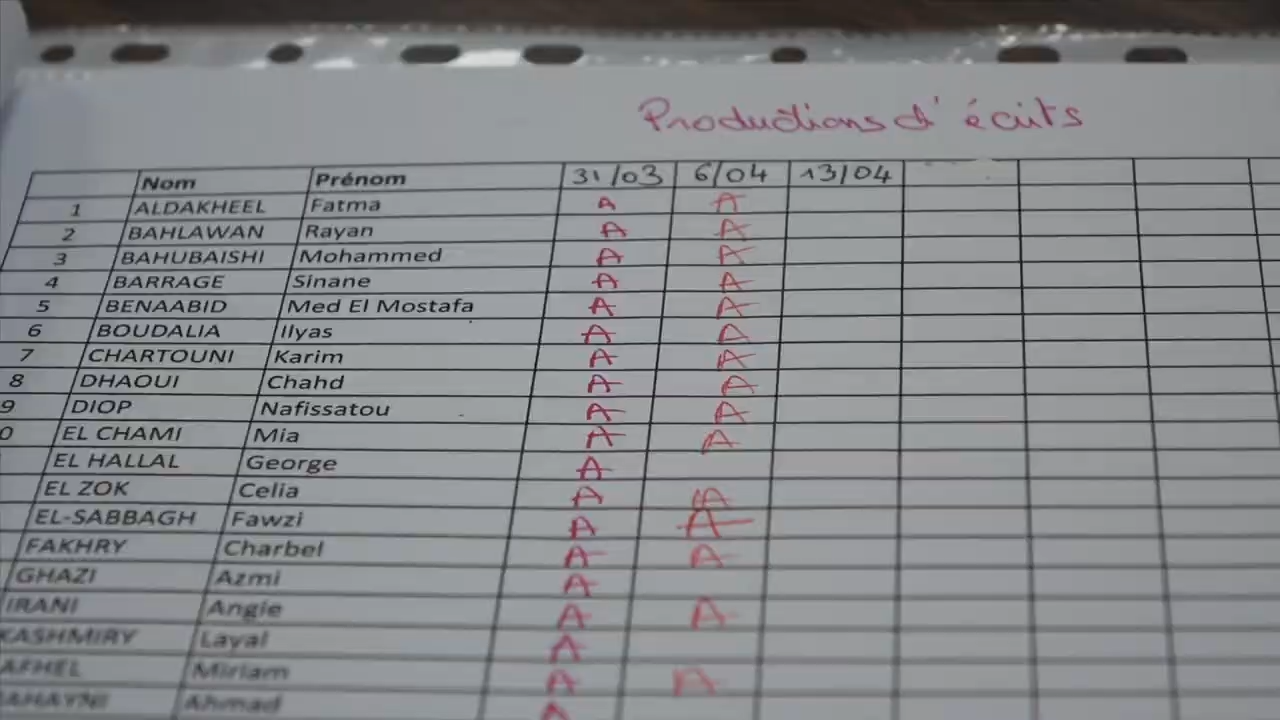 Productions d'écrits
Nom Prénom 31/03 6/04 13/04
1 ALDAKHEEL Fatma A A
2 BAHLAWAN Rayan A A
3 BAHUBAISHI Mohammed A A
4 BARRAGE Sinane A A
5 BENAABID Med El Mostafa A A
6 BOUDALIA Ilyas A A
7 CHARTOUNI Karim A A
8 DHAOUI Chahd A A
9 DIOP Nafissatou A A
0 EL CHAMI Mia A A
EL HALLAL George A
EL ZOK Celia A A
EL-SABBAGH Fawzi A A
FAKHRY Charbel A A
GHAZI Azmi A
IRANI Angie A A
KASHMIRY Layal A
AFHEL Miriam A A
Ahmad A